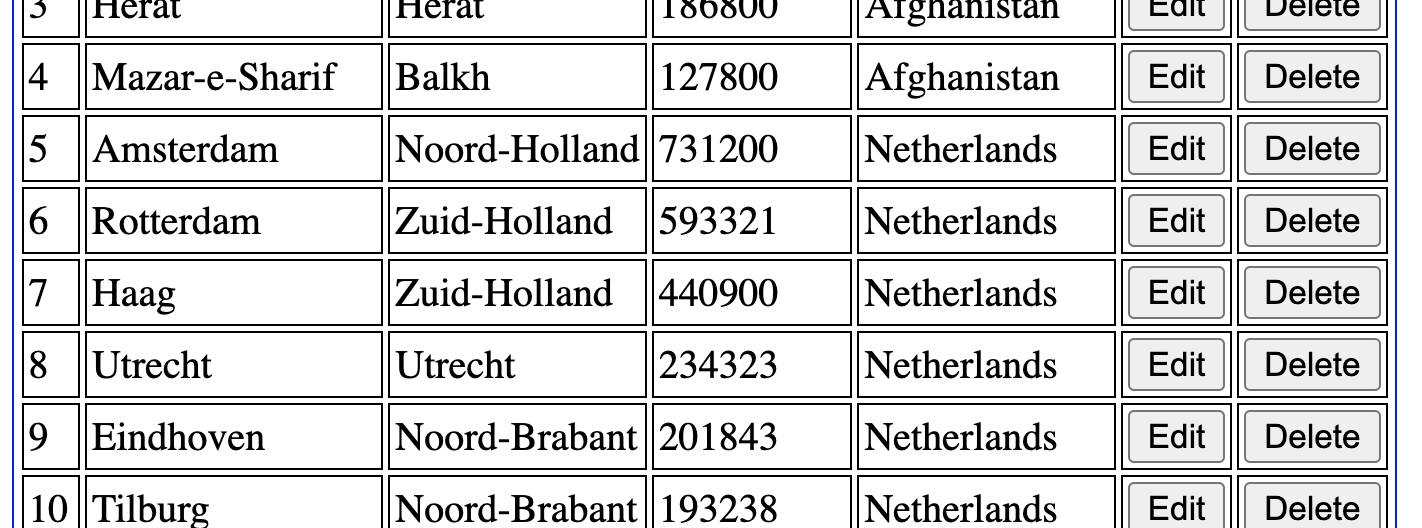 3 Herat Herat 186800 Afghanistan Edit Delete
4 Mazar-e-Sharif Balkh 127800 Afghanistan Edit Delete
5 Amsterdam Noord-Holland 731200 Netherlands Edit Delete
6 Rotterdam Zuid-Holland 593321 Netherlands Edit Delete
7 Haag Zuid-Holland 440900 Netherlands Edit Delete
8 Utrecht Utrecht 234323 Netherlands Edit Delete
9 Eindhoven Noord-Brabant 201843 Netherlands Edit Delete
10 Tilburg Noord-Brabant 193238 Netherlands Edit Delete